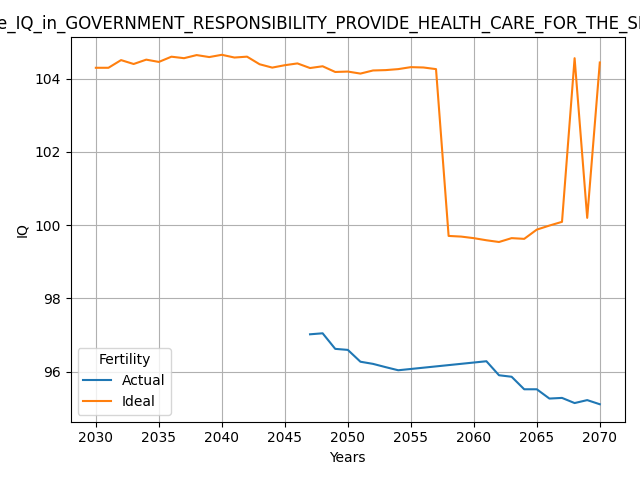 e_IQ_in_GOVERNMENT_RESPONSIBILITY_PROVIDE_HEALTH_CARE_FOR_THE_SI
104
102
100
98
96
IQ
Fertility
Actual
Ideal
2030 2035 2040 2045 2050 2055 2060 2065 2070
Years